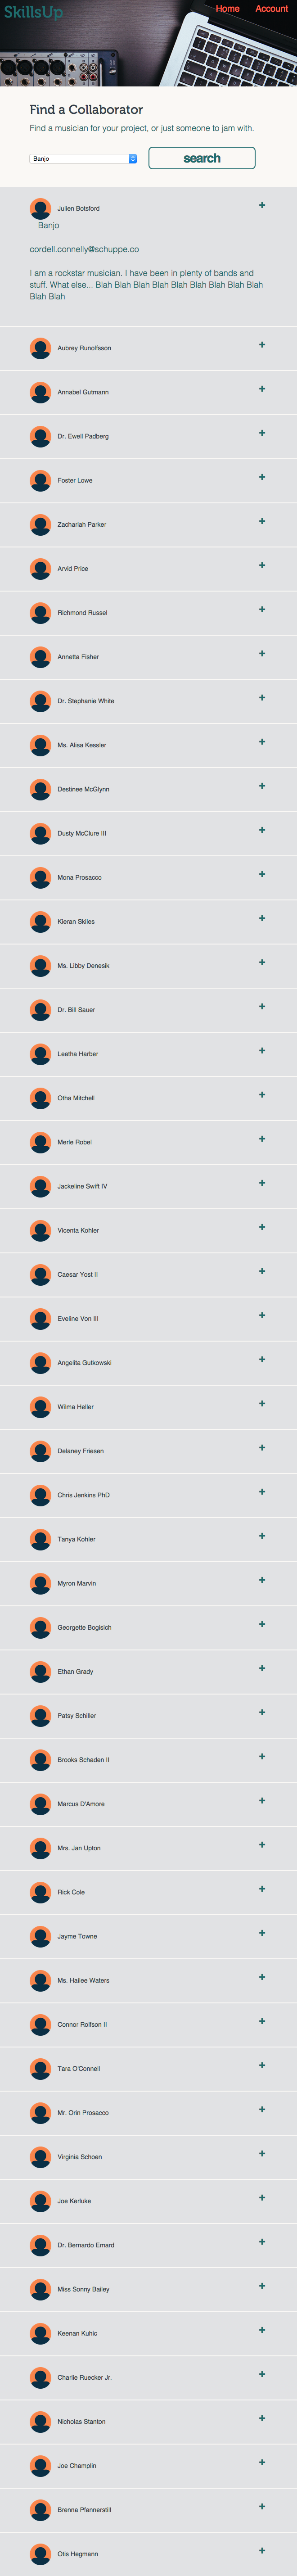 SkillsUp
Home Account
Find a Collaborator
Find a musician for your project, or just someone to jam with.
Banjo
search
Julien Botsford
+
Banjo
cordell.connelly@schuppe.co
I am a rockstar musician. I have been in plenty of bands and
stuff. What else... Blah Blah Blah Blah Blah Blah Blah Blah Blah
Blah Blah
Aubrey Runolfsson
+
Annabel Gutmann
+
Dr. Ewell Padberg
+
Foster Lowe
+
Zachariah Parker
+
Arvid Price
+
Richmond Russel
+
Annetta Fisher
+
Dr. Stephanie White
+
Ms. Alisa Kessler
+
Destinee McGlynn
+
Dusty McClure III
+
Mona Prosacco
+
Kieran Skiles
+
Ms. Libby Denesik
+
Dr. Bill Sauer
+
Leatha Harber
+
Otha Mitchell
+
Merle Robel
+
Jackeline Swift IV
+
Vicenta Kohler
+
Caesar Yost II
+
Eveline Von III
+
Angelita Gutkowski
+
Wilma Heller
+
Delaney Friesen
+
Chris Jenkins PhD
+
Tanya Kohler
+
Myron Marvin
+
Georgette Bogisich
+
Ethan Grady
+
Patsy Schiller
+
Brooks Schaden II
+
Marcus D'Amore
+
Mrs. Jan Upton
+
Rick Cole
+
Jayme Towne
+
Ms. Hailee Waters
+
Connor Rolfson II
+
Tara O'Connell
+
Mr. Orin Prosacco
+
Virginia Schoen
+
Joe Kerluke
+
Dr. Bernardo Emard
+
Miss Sonny Bailey
+
Keenan Kuhic
+
Charlie Ruecker Jr.
+
Nicholas Stanton
+
Joe Champlin
+
Brenna Pfannerstill
+
Otis Hegmann
+